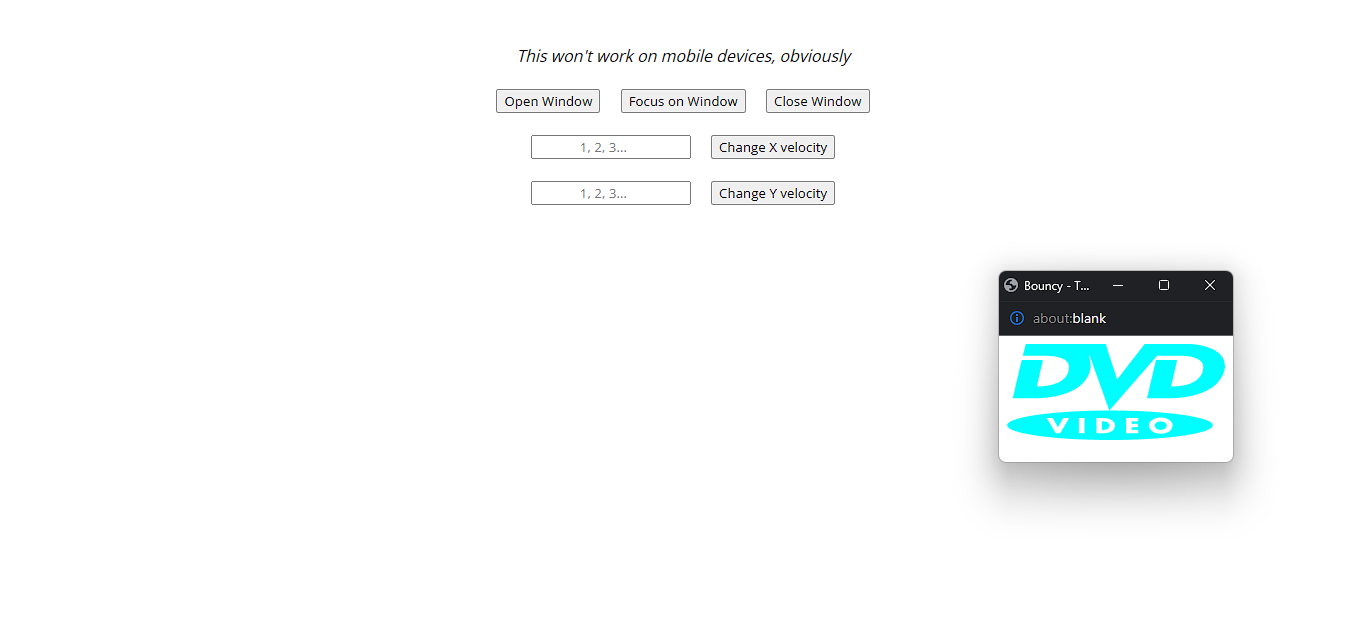 This won't work on mobile devices, obviously
Open Window Focus on Window Close Window
1, 2, 3... Change X velocity
1, 2, 3... Change Y velocity
Bouncy - T...
about:blank
DVD
VIDEO